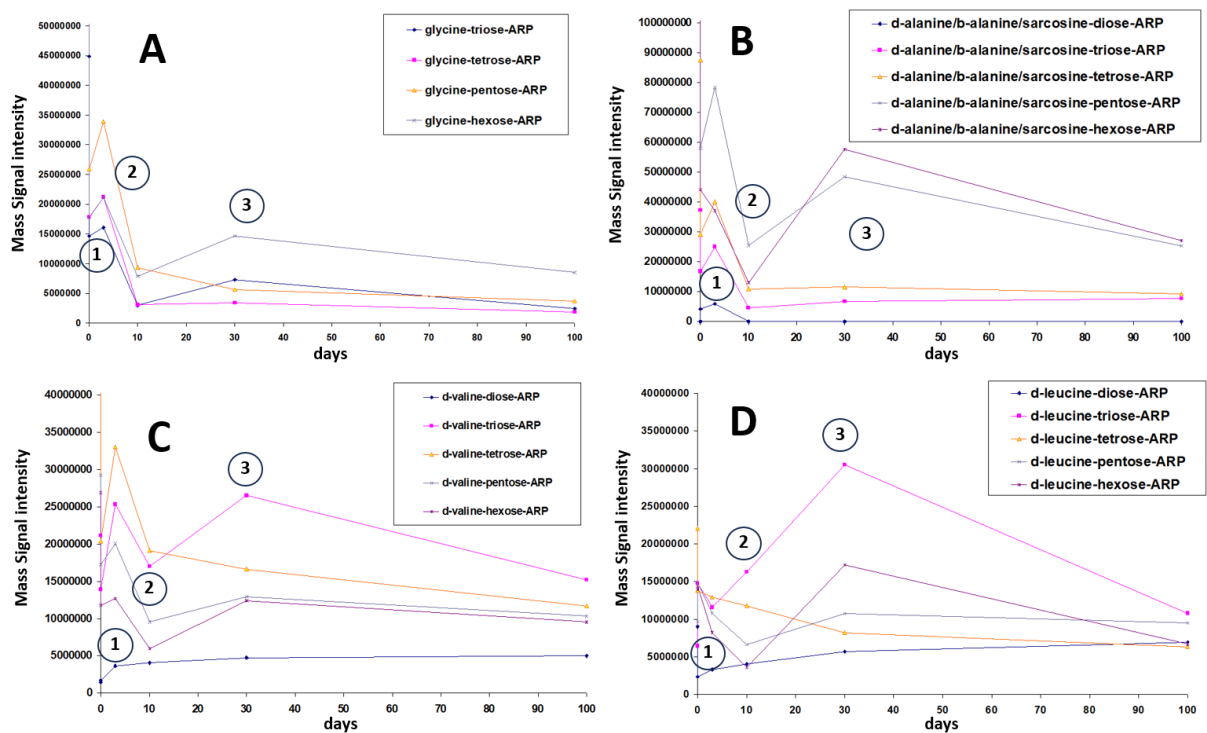 A
glycine-triose-ARP
glycine-tetrose-ARP
glycine-pentose-ARP
glycine-hexose-ARP
50000000
45000000
40000000
35000000
30000000
25000000
20000000
15000000
10000000
5000000
0
Mass Signal intensity
1
2
3
0 10 20 30 40 50 60 70 80 90 100
days
B
d-alanine/b-alanine/sarcosine-diose-ARP
d-alanine/b-alanine/sarcosine-triose-ARP
d-alanine/b-alanine/sarcosine-tetrose-ARP
d-alanine/b-alanine/sarcosine-pentose-ARP
d-alanine/b-alanine/sarcosine-hexose-ARP
100000000
90000000
80000000
70000000
60000000
50000000
40000000
30000000
20000000
10000000
0
Mass Signal intensity
1
2
3
0 10 20 30 40 50 60 70 80 90 100
days
C
d-valine-diose-ARP
d-valine-triose-ARP
d-valine-tetrose-ARP
d-valine-pentose-ARP
d-valine-hexose-ARP
40000000
35000000
30000000
25000000
20000000
15000000
10000000
5000000
0
Mass Signal intensity
1
2
3
0 10 20 30 40 50 60 70 80 90 100
days
D
d-leucine-diose-ARP
d-leucine-triose-ARP
d-leucine-tetrose-ARP
d-leucine-pentose-ARP
d-leucine-hexose-ARP
40000000
35000000
30000000
25000000
20000000
15000000
10000000
5000000
0
Mass Signal intensity
1
2
3
0 10 20 30 40 50 60 70 80 90 100
days